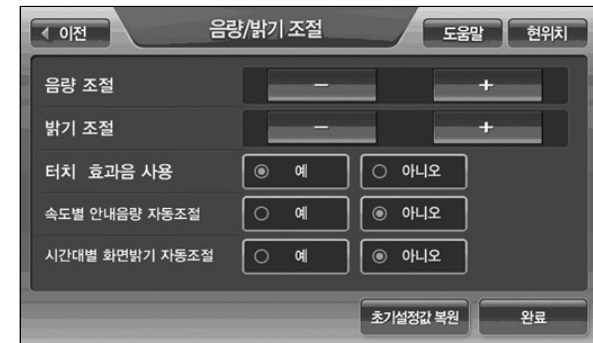 이전 음량/밝기 조절 도움말 현위치
음량 조절 − +
밝기 조절 − +
터치 효과음 사용 예 아니오
속도별 안내음량 자동조절 예 아니오
시간대별 화면밝기 자동조절 예 아니오
초기설정값 복원 완료